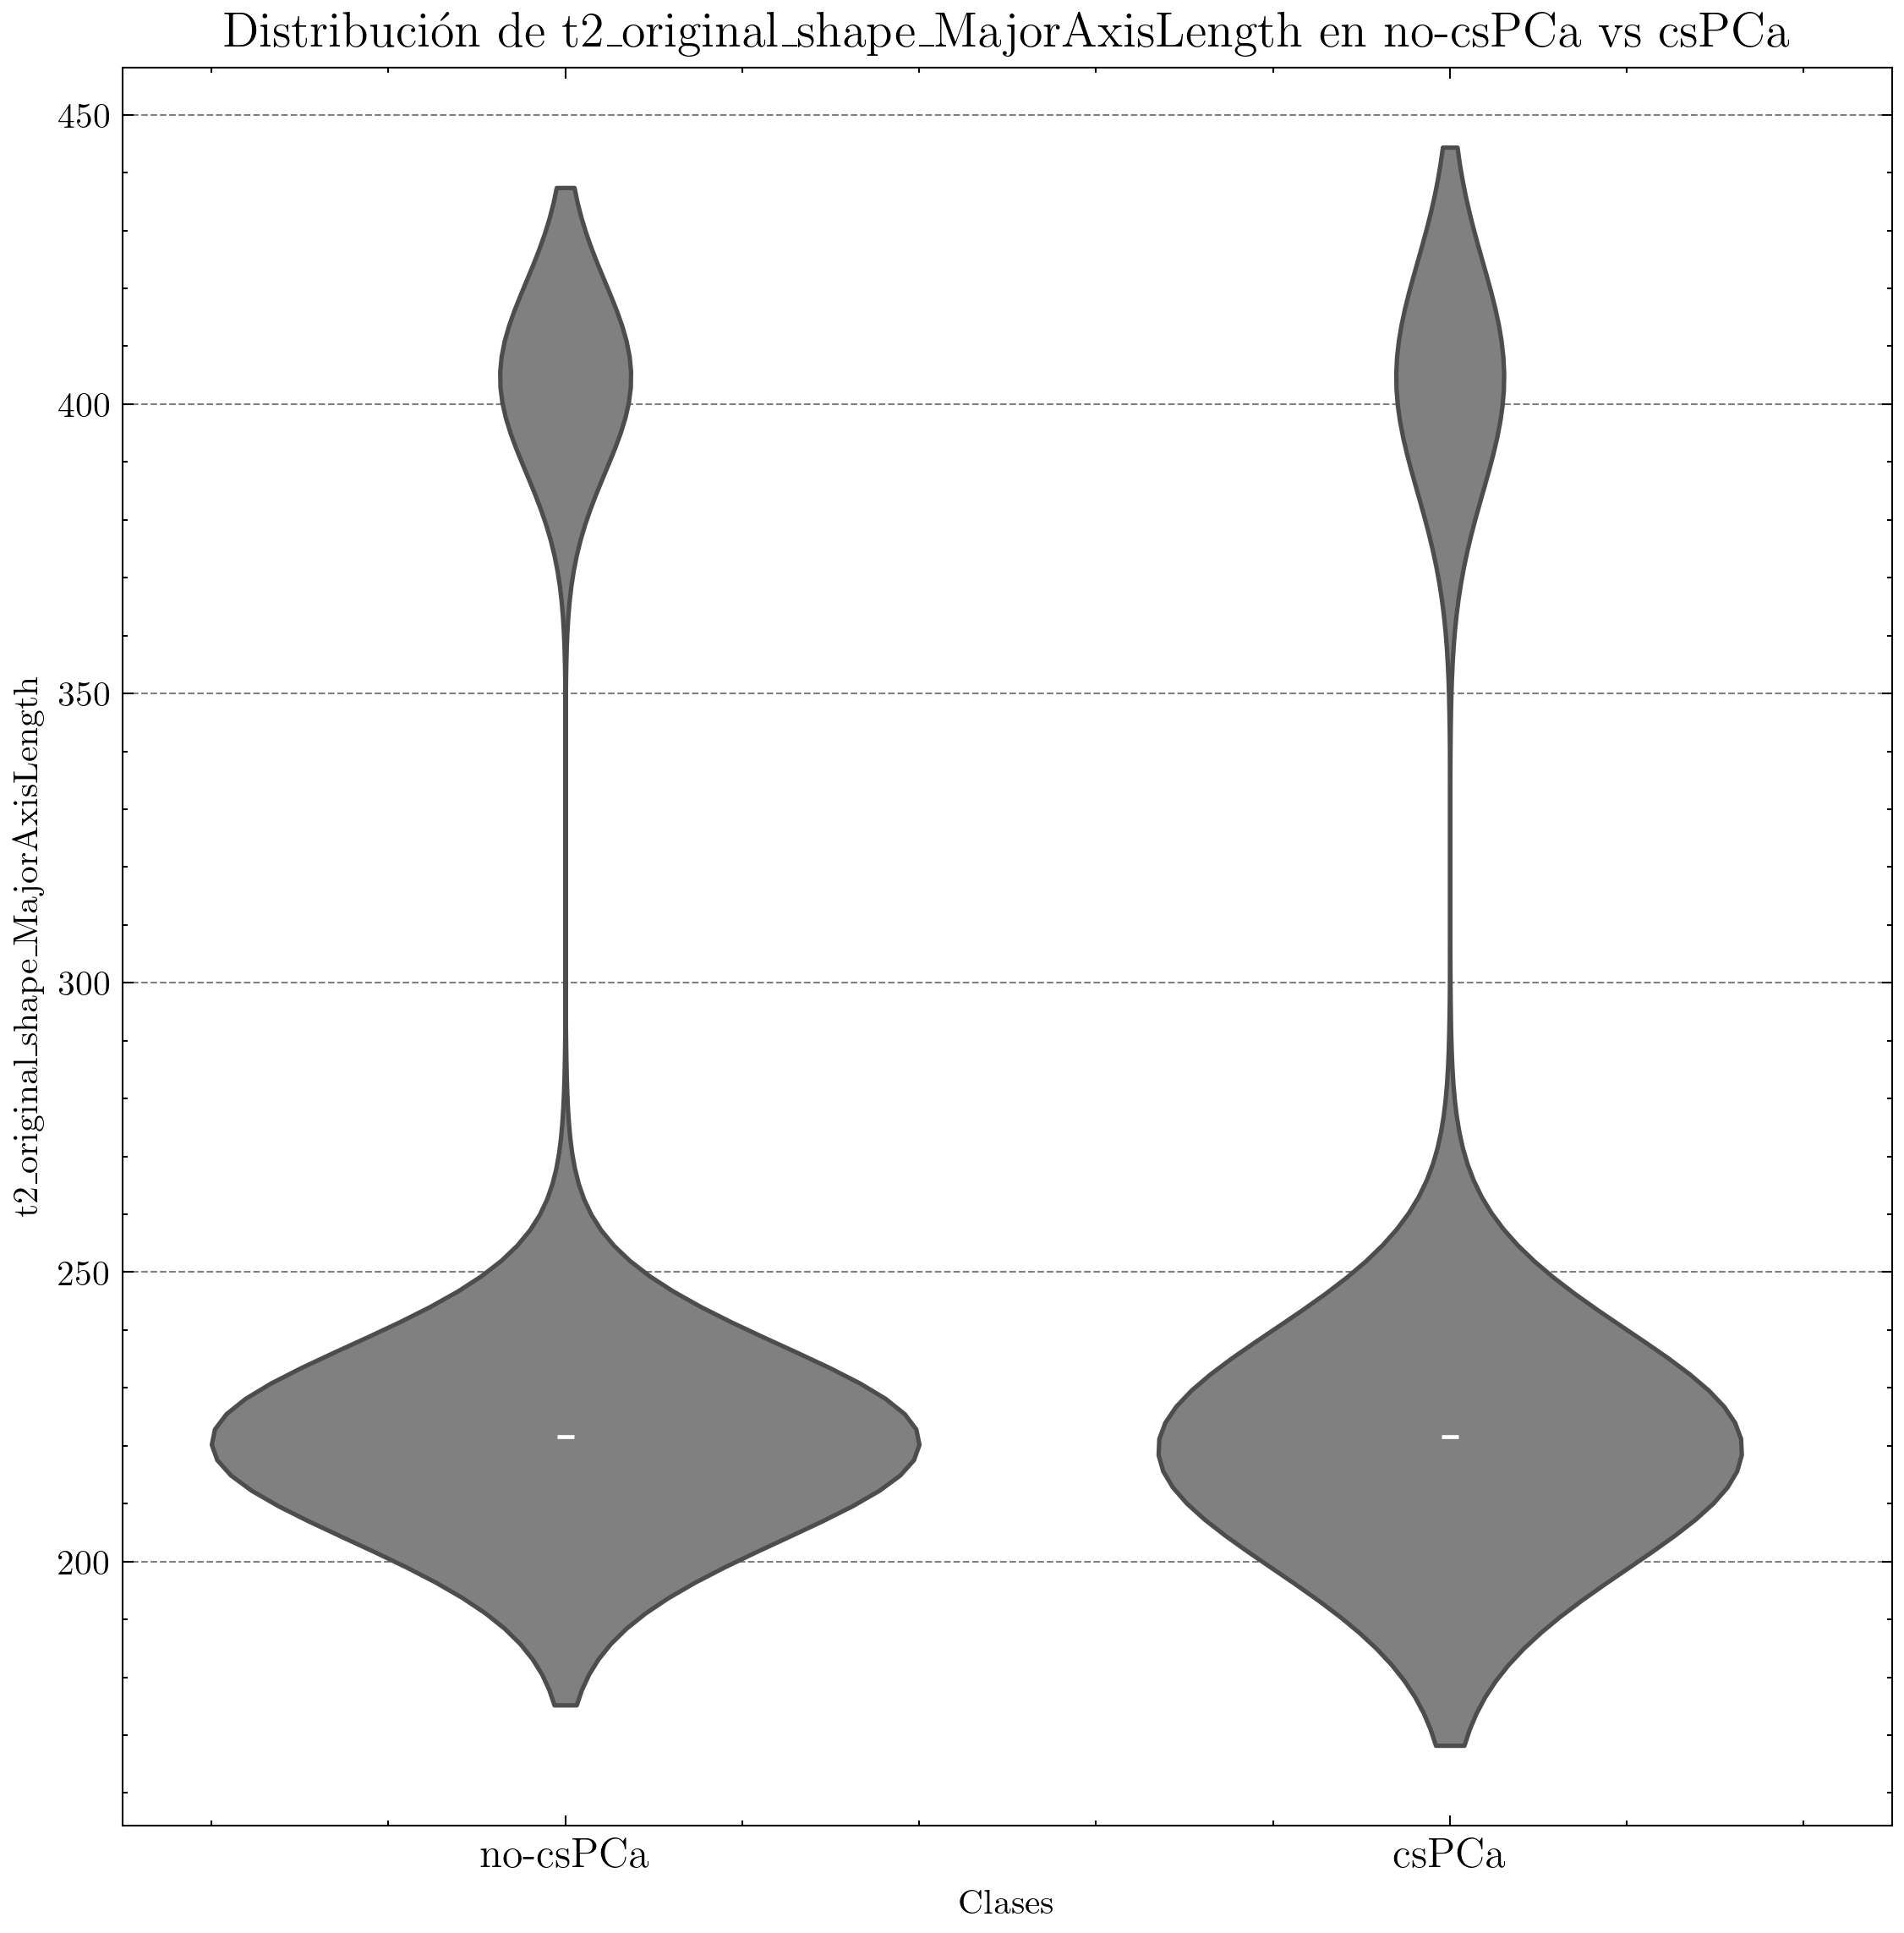 Distribución de t2_original_shape_MajorAxisLength en no-csPCa vs csPCa
t2_original_shape_MajorAxisLength
450
400
350
300
250
200
no-csPCa
csPCa
Clases